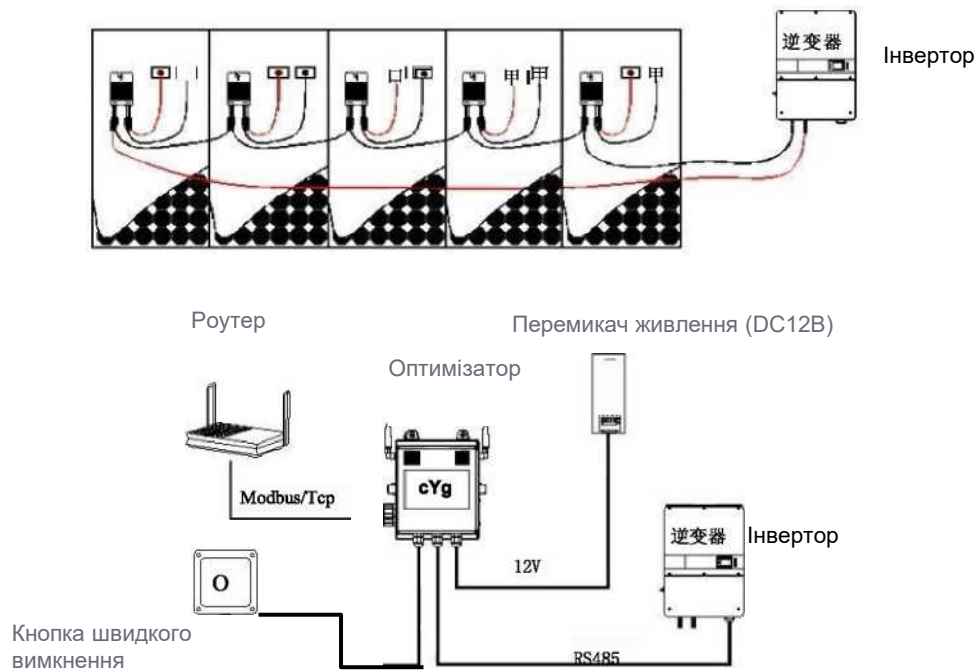 逆变器
Інвертор
Роутер
Перемикач живлення (DC12В)
Оптимізатор
cYg
Modbus/Tcp
逆变器
Інвертор
12V
O
Кнопка швидкого
вимкнення
RS485